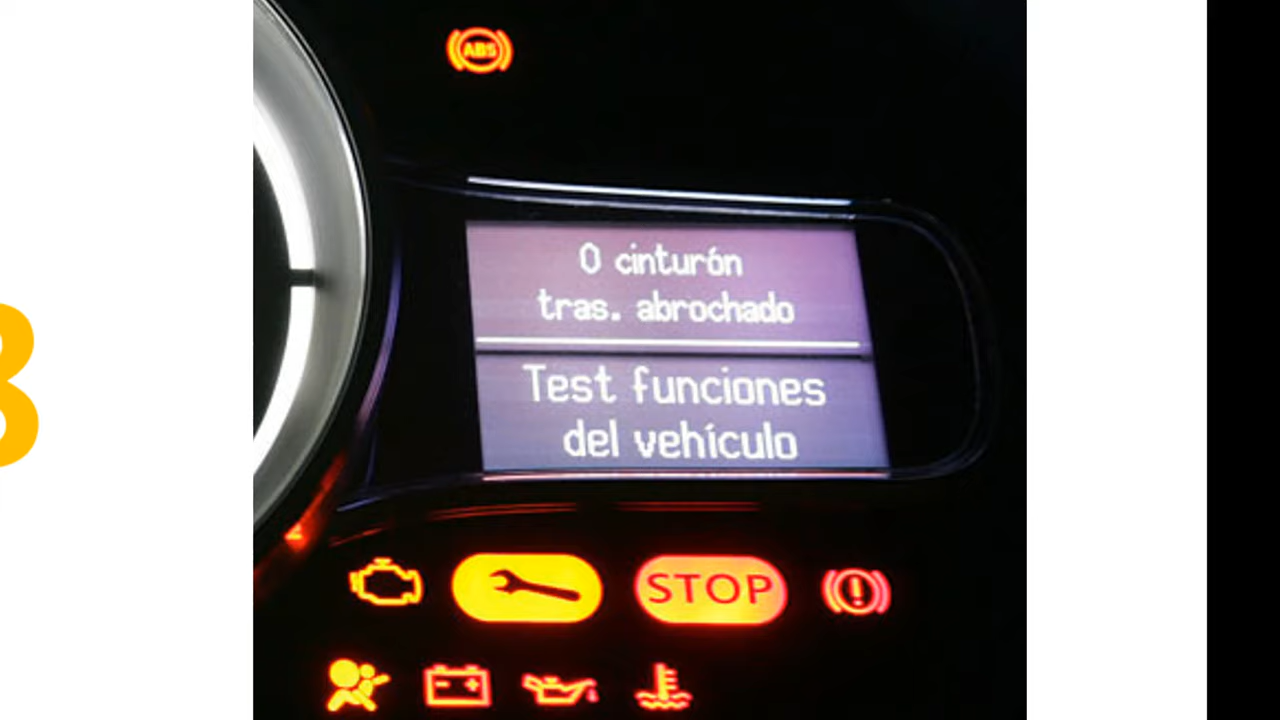 ABS
0 cinturón
tras. abrochado
Test funciones
del vehículo
STOP